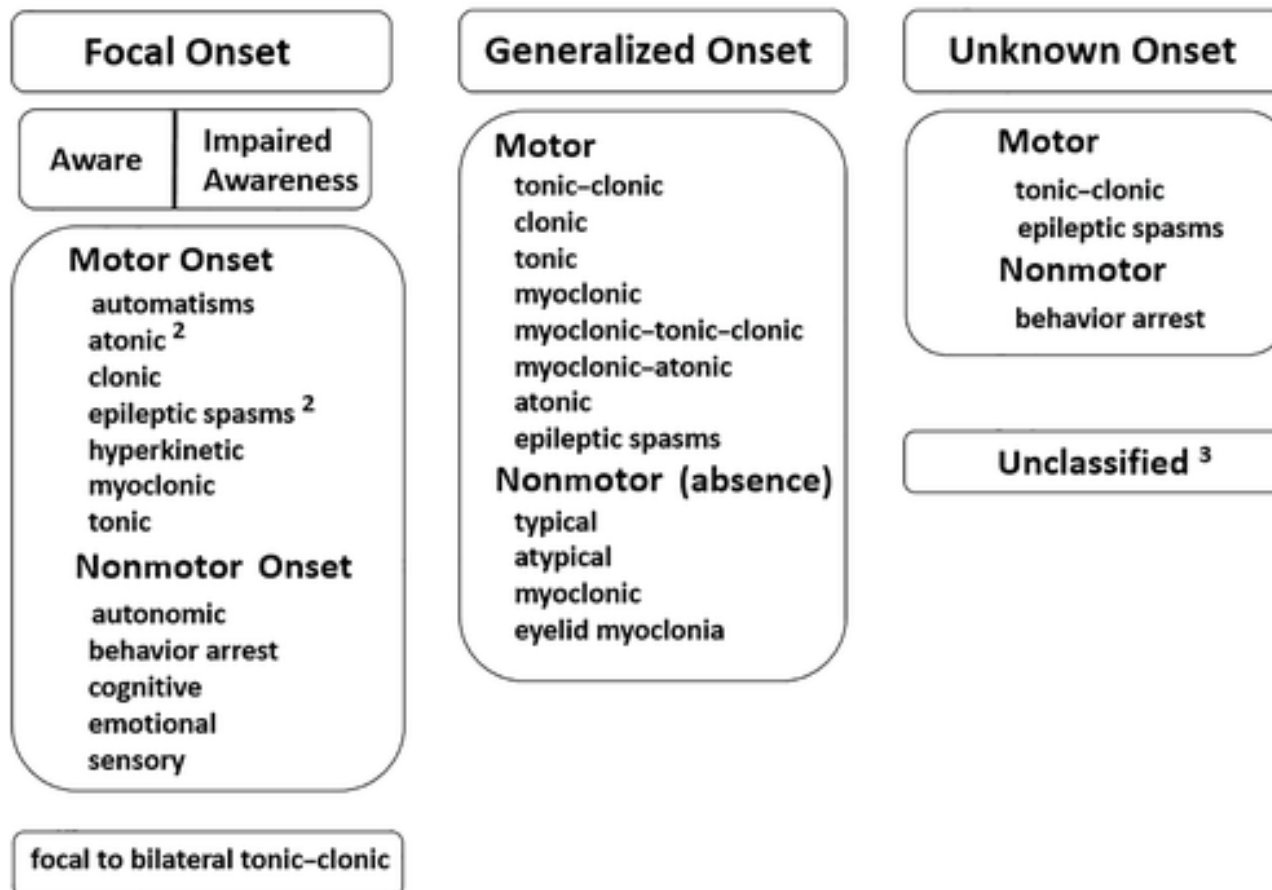 Focal Onset
Aware
Impaired
Awareness
Motor Onset
automatisms
atonic ²
clonic
epileptic spasms ²
hyperkinetic
myoclonic
tonic
Nonmotor Onset
autonomic
behavior arrest
cognitive
emotional
sensory
focal to bilateral tonic–clonic
Generalized Onset
Motor
tonic–clonic
clonic
tonic
myoclonic
myoclonic–tonic–clonic
myoclonic–atonic
atonic
epileptic spasms
Nonmotor (absence)
typical
atypical
myoclonic
eyelid myoclonia
Unknown Onset
Motor
tonic–clonic
epileptic spasms
Nonmotor
behavior arrest
Unclassified ³